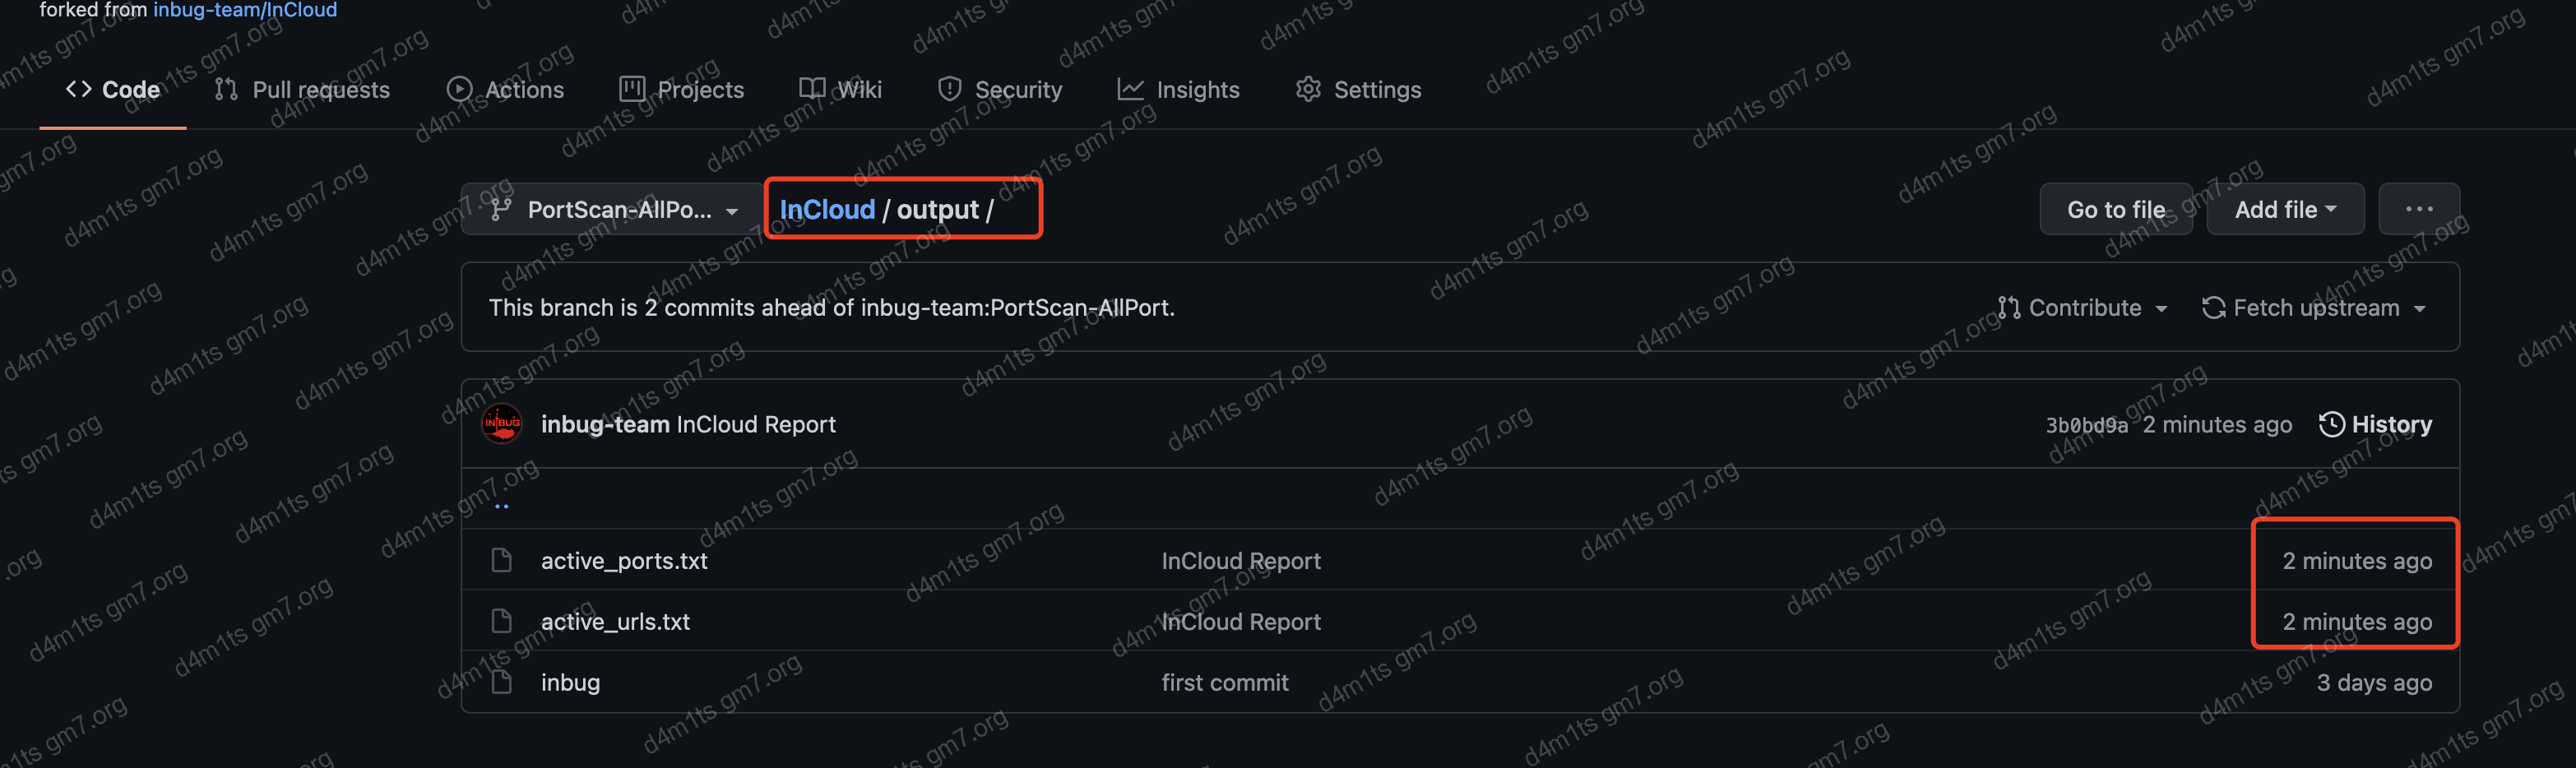 forked from inbug-team/InCloud
Code Pull requests Actions Projects Wiki Security Insights Settings
PortScan-AllPo... InCloud / output / Go to file Add file ...
This branch is 2 commits ahead of inbug-team:PortScan-AllPort. Contribute Fetch upstream
inbug-team InCloud Report 3b0bd9a 2 minutes ago History
..
active_ports.txt InCloud Report 2 minutes ago
active_urls.txt InCloud Report 2 minutes ago
inbug first commit 3 days ago
d4m1ts gm7.org